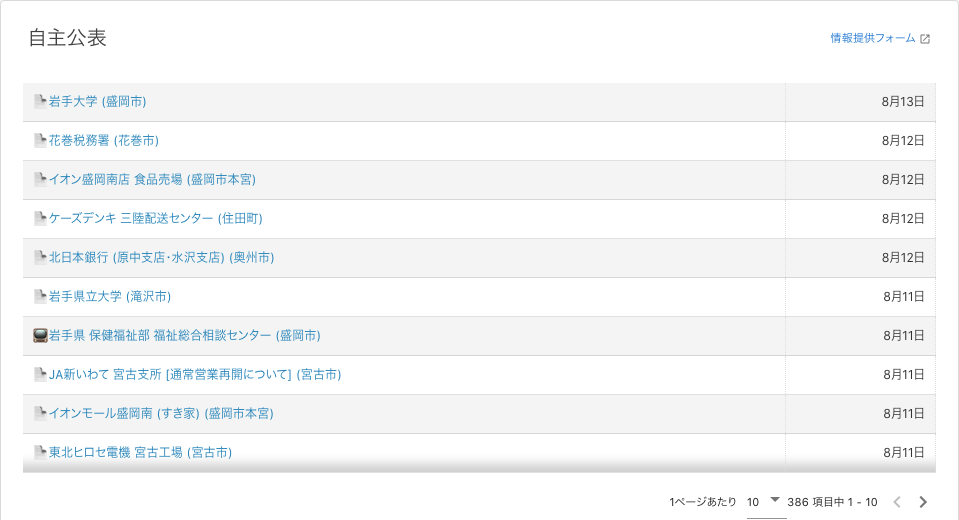 自主公表
情報提供フォーム
岩手大学 (盛岡市) 8月13日
花巻税務署 (花巻市) 8月12日
イオン盛岡南店 食品売場 (盛岡市本宮) 8月12日
ケーズデンキ 三陸配送センター (住田町) 8月12日
北日本銀行 (原中支店･水沢支店) (奥州市) 8月12日
岩手県立大学 (滝沢市) 8月11日
岩手県 保健福祉部 福祉総合相談センター (盛岡市) 8月11日
JA新いわて 宮古支所 [通常営業再開について] (宮古市) 8月11日
イオンモール盛岡南 (すき家) (盛岡市本宮) 8月11日
東北ヒロセ電機 宮古工場 (宮古市) 8月11日
1ページあたり 10 386 項目中 1 - 10